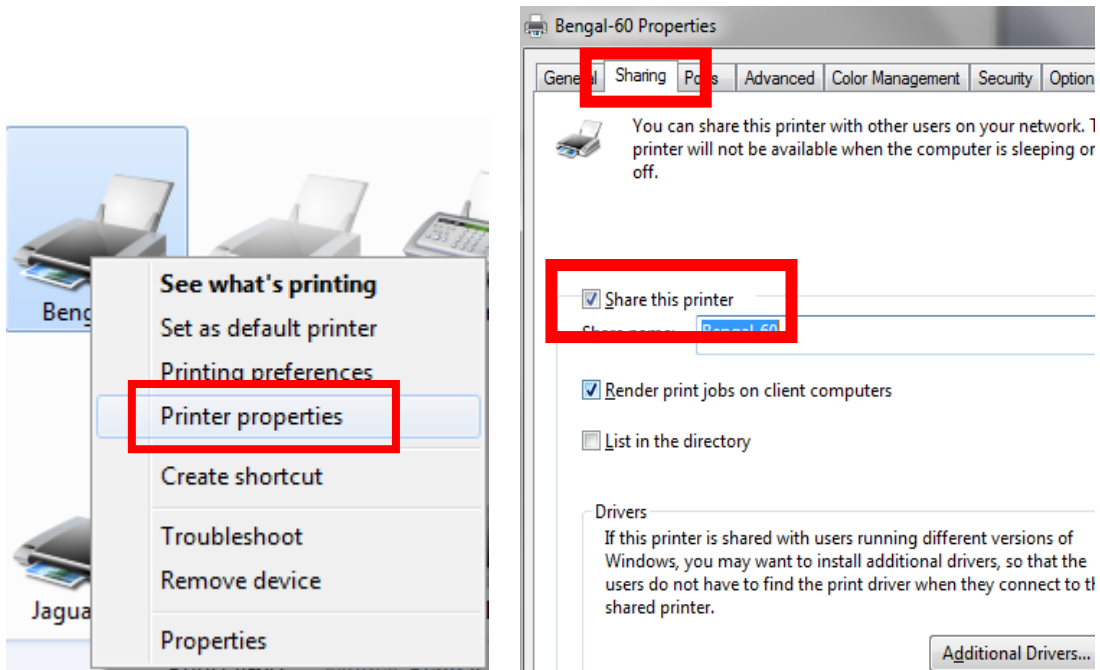 Beng
See what's printing
Set as default printer
Printing preferences
Printer properties
Create shortcut
Troubleshoot
Remove device
Jagua
Properties
Bengal-60 Properties
General Sharing Ports Advanced Color Management Security Option
You can share this printer with other users on your network. T
printer will not be available when the computer is sleeping or
off.
Share this printer
Share name: Bengal-60
Render print jobs on client computers
List in the directory
Drivers
If this printer is shared with users running different versions of
Windows, you may want to install additional drivers, so that the
users do not have to find the print driver when they connect to th
shared printer.
Additional Drivers...